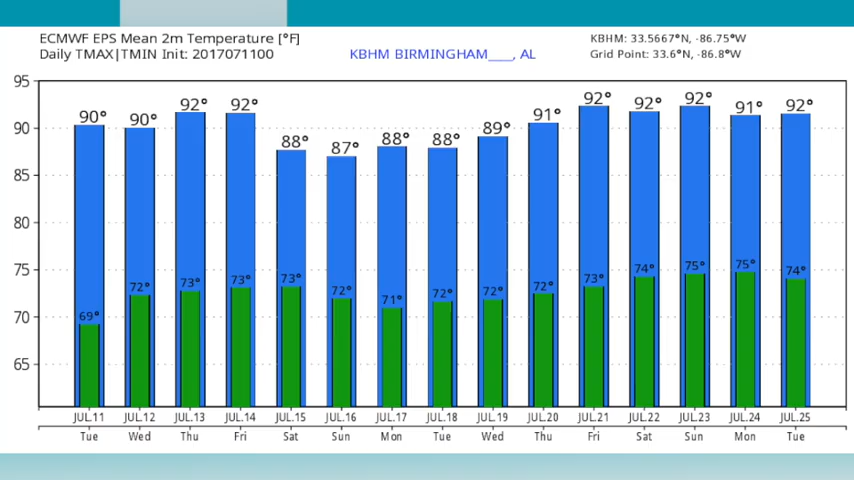 ECMWF EPS Mean 2m Temperature [°F]
Daily TMAX|TMIN Init: 2017071100
KBHM BIRMINGHAM____, AL
KBHM: 33.5667°N, -86.75°W
Grid Point: 33.6°N, -86.8°W
95
90
85
80
75
70
65
90° 90° 92° 92° 88° 87° 88° 88° 89° 91° 92° 92° 92° 91° 92°
69° 72° 73° 73° 73° 72° 71° 72° 72° 72° 73° 74° 75° 75° 74°
JUL.11 JUL.12 JUL.13 JUL.14 JUL.15 JUL.16 JUL.17 JUL.18 JUL.19 JUL.20 JUL.21 JUL.22 JUL.23 JUL.24 JUL.25
Tue Wed Thu Fri Sat Sun Mon Tue Wed Thu Fri Sat Sun Mon Tue